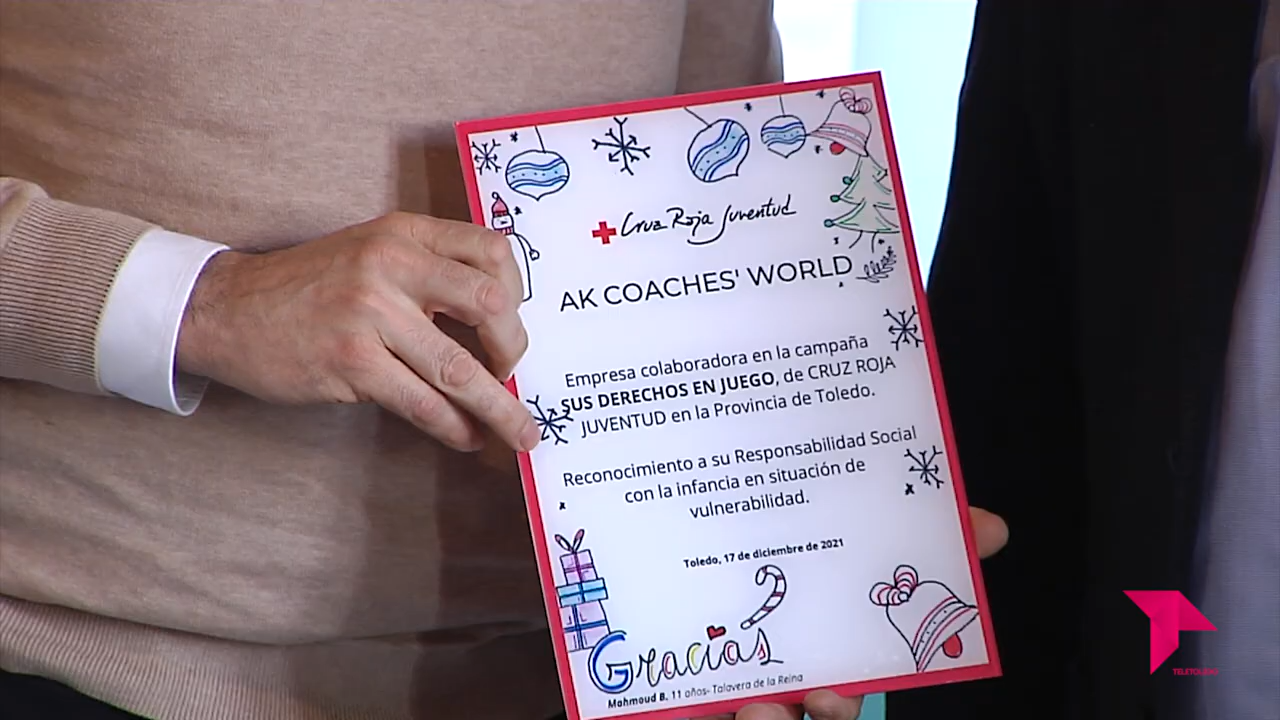 Cruz Roja Juventud
AK COACHES' WORLD
Empresa colaboradora en la campaña
SUS DERECHOS EN JUEGO, de CRUZ ROJA
JUVENTUD en la Provincia de Toledo.
Reconocimiento a su Responsabilidad Social
con la infancia en situación de
vulnerabilidad.
Toledo, 17 de diciembre de 2021
Gracias
Mahmoud B. 11 años- Talavera de la Reina
TELETOLEDO